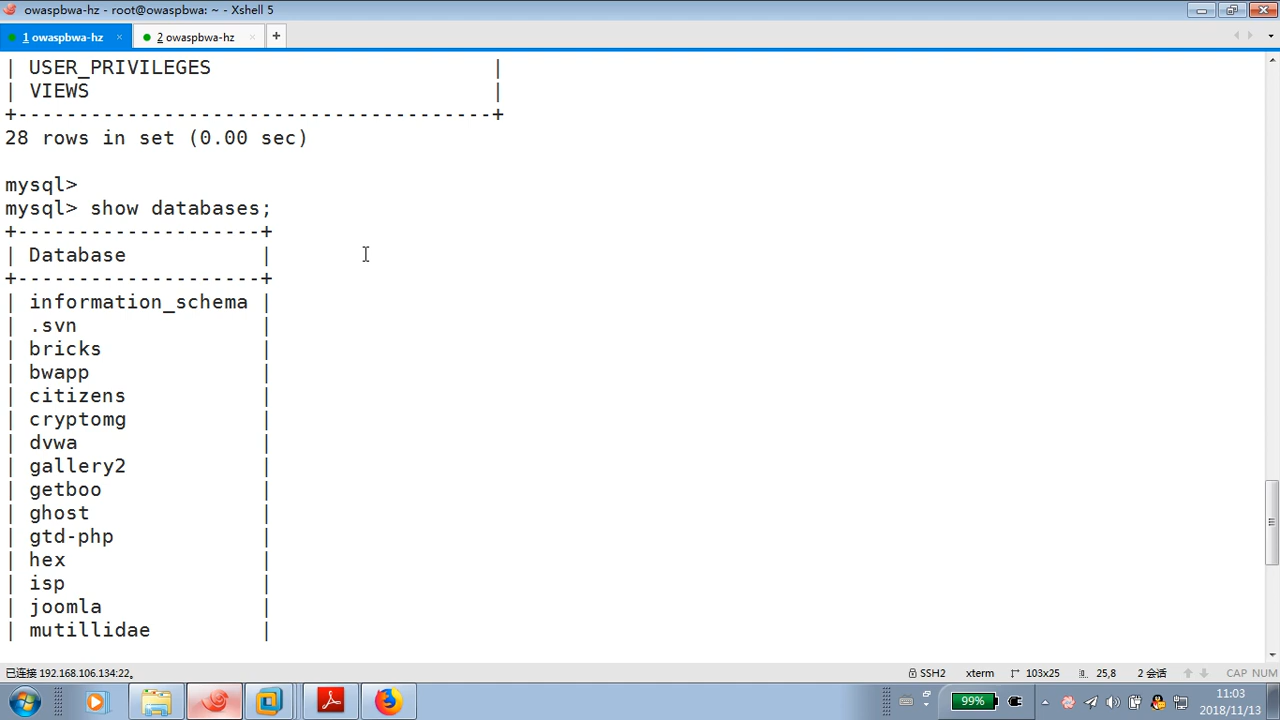 owaspbwa-hz - root@owaspbwa: ~ - Xshell 5
1 owaspbwa-hz × 2 owaspbwa-hz × +
| USER_PRIVILEGES |
| VIEWS |
+---------------------------------------+
28 rows in set (0.00 sec)
mysql>
mysql> show databases;
+--------------------+
| Database |
+--------------------+
| information_schema |
| .svn |
| bricks |
| bwapp |
| citizens |
| cryptomg |
| dvwa |
| gallery2 |
| getboo |
| ghost |
| gtd-php |
| hex |
| isp |
| joomla |
| mutillidae |
已连接 192.168.106.134:22。 SSH2 xterm 103x25 25,8 2 会话 CAP NUM
99% 11:03
2018/11/13